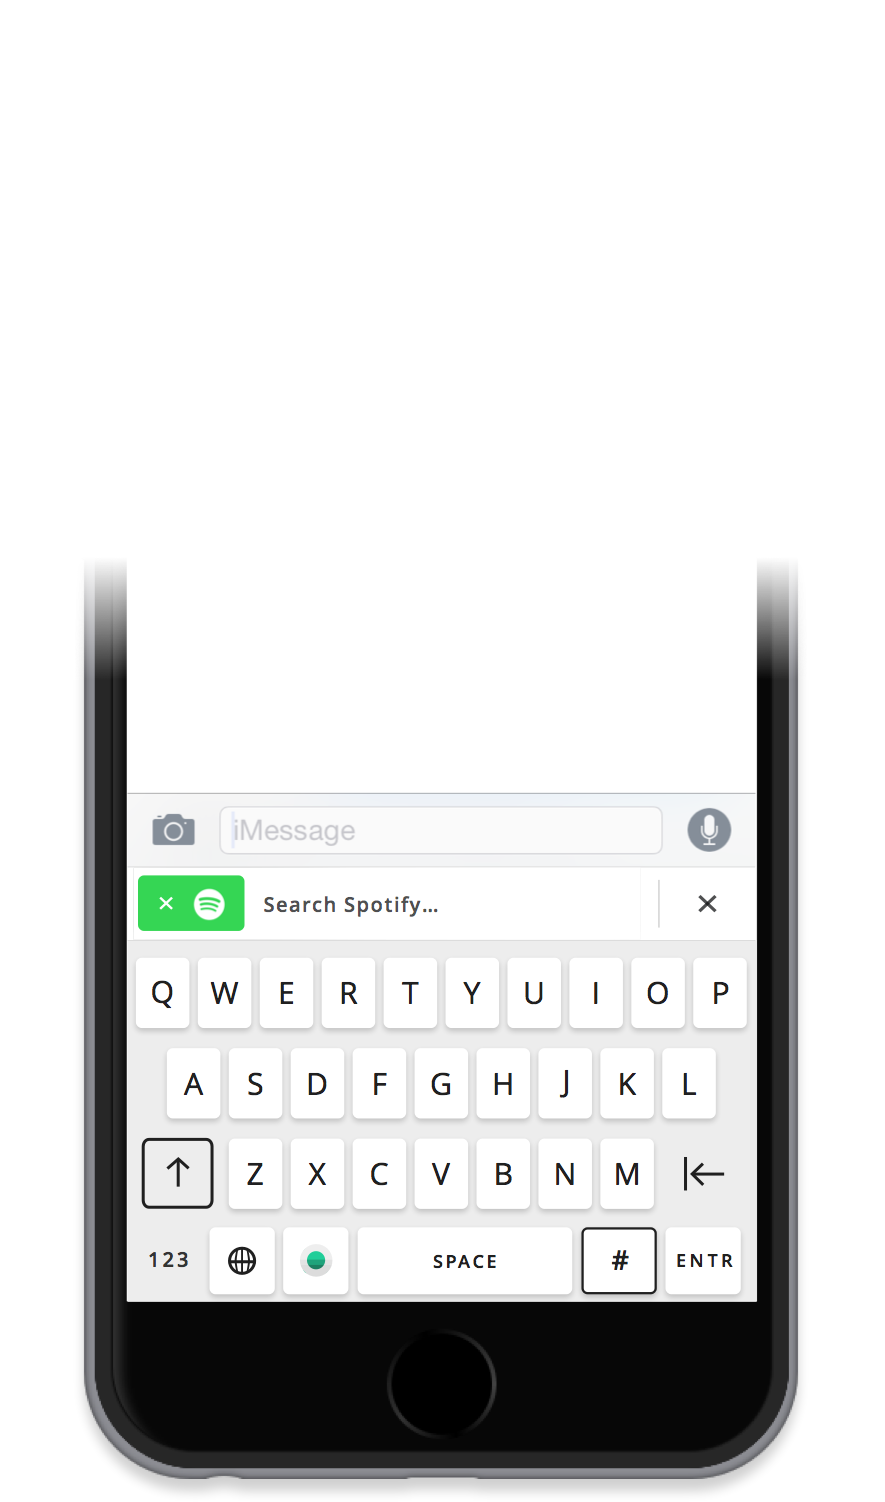 iMessage
Search Spotify...
Q W E R T Y U I O P
A S D F G H J K L
Z X C V B N M
123 SPACE # ENTR